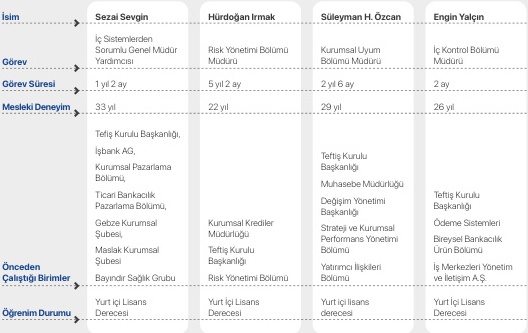 İsim
Sezai Sevgin
Hürdoğan Irmak
Süleyman H. Özcan
Engin Yalçın
Görev
İç Sistemlerden
Sorumlu Genel Müdür
Yardımcısı
Risk Yönetimi Bölümü
Müdürü
Kurumsal Uyum
Bölümü Müdürü
İç Kontrol Bölümü
Müdürü
Görev Süresi
1 yıl 2 ay
5 yıl 2 ay
2 yıl 6 ay
2 ay
Mesleki Deneyim
33 yıl
22 yıl
29 yıl
26 yıl
Önceden
Çalıştığı Birimler
Tefiş Kurulu Başkanlığı,
İşbank AG,
Kurumsal Pazarlama
Bölümü,
Ticari Bankacılık
Pazarlama Bölümü,
Gebze Kurumsal
Şubesi,
Maslak Kurumsal
Şubesi
Bayındır Sağlık Grubu
Kurumsal Krediler
Müdürlüğü
Teftiş Kurulu
Başkanlığı
Risk Yönetimi Bölümü
Teftiş Kurulu
Başkanlığı
Muhasebe Müdürlüğü
Değişim Yönetimi
Başkanlığı
Strateji ve Kurumsal
Performans Yönetimi
Bölümü
Yatırımcı İlişkileri
Bölümü
Teftiş Kurulu
Başkanlığı
Ödeme Sistemleri
Bireysel Bankacılık
Ürün Bölümü
İş Merkezleri Yönetim
ve İletişim A.Ş.
Öğrenim Durumu
Yurt içi Lisans
Derecesi
Yurt İçi Lisans
Derecesi
Yurt içi lisans
derecesi
Yurt İçi Lisans
Derecesi